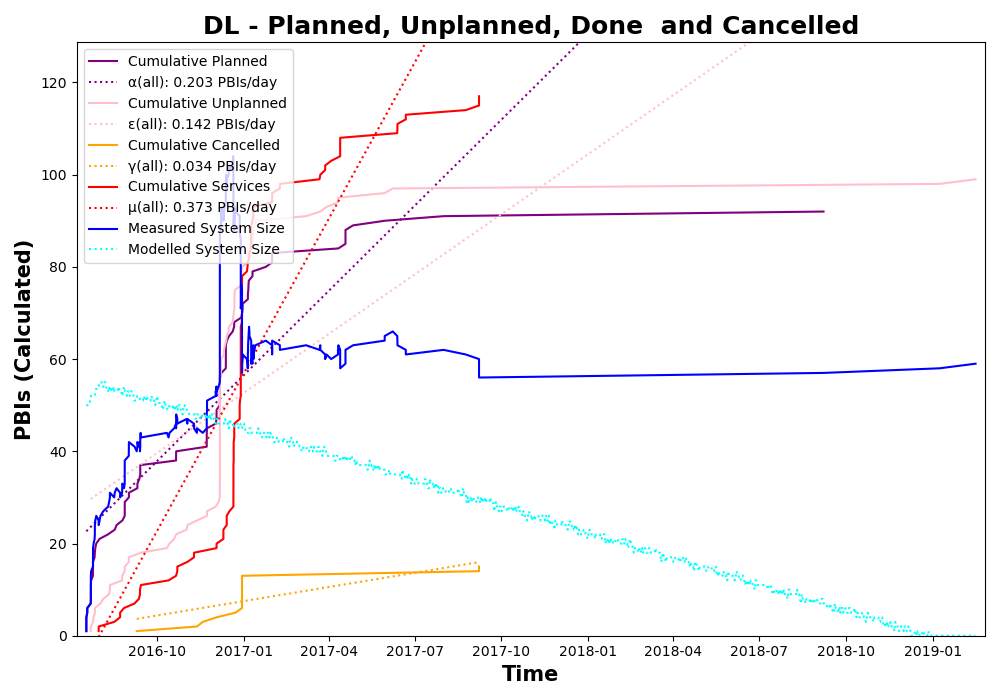 DL - Planned, Unplanned, Done  and Cancelled
Cumulative Planned
α(all): 0.203 PBIs/day
Cumulative Unplanned
ε(all): 0.142 PBIs/day
Cumulative Cancelled
γ(all): 0.034 PBIs/day
Cumulative Services
μ(all): 0.373 PBIs/day
Measured System Size
Modelled System Size
PBIs (Calculated)
120
100
80
60
40
20
0
2016-10 2017-01 2017-04 2017-07 2017-10 2018-01 2018-04 2018-07 2018-10 2019-01
Time